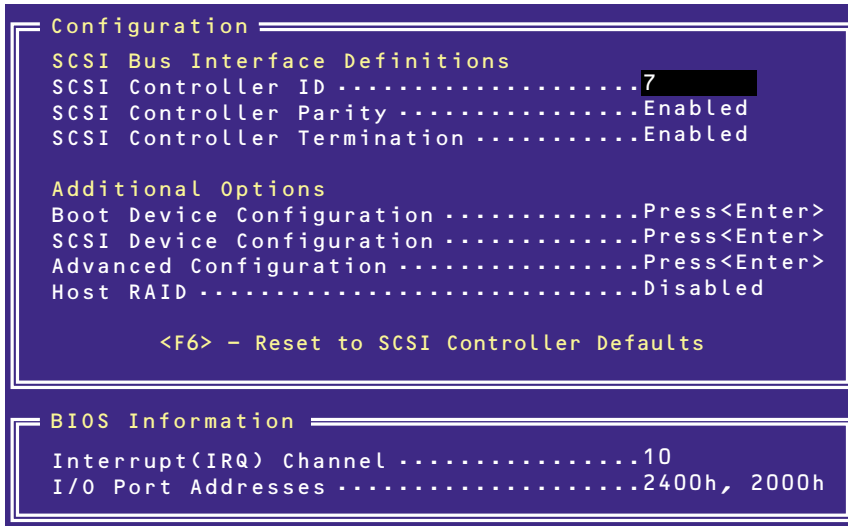 Configuration
SCSI Bus Interface Definitions
SCSI Controller ID ····················7
SCSI Controller Parity ················Enabled
SCSI Controller Termination ···········Enabled
Additional Options
Boot Device Configuration ·············Press<Enter>
SCSI Device Configuration ·············Press<Enter>
Advanced Configuration ················Press<Enter>
Host RAID ·····························Disabled
<F6> – Reset to SCSI Controller Defaults
BIOS Information
Interrupt(IRQ) Channel ················10
I/O Port Addresses ····················2400h, 2000h